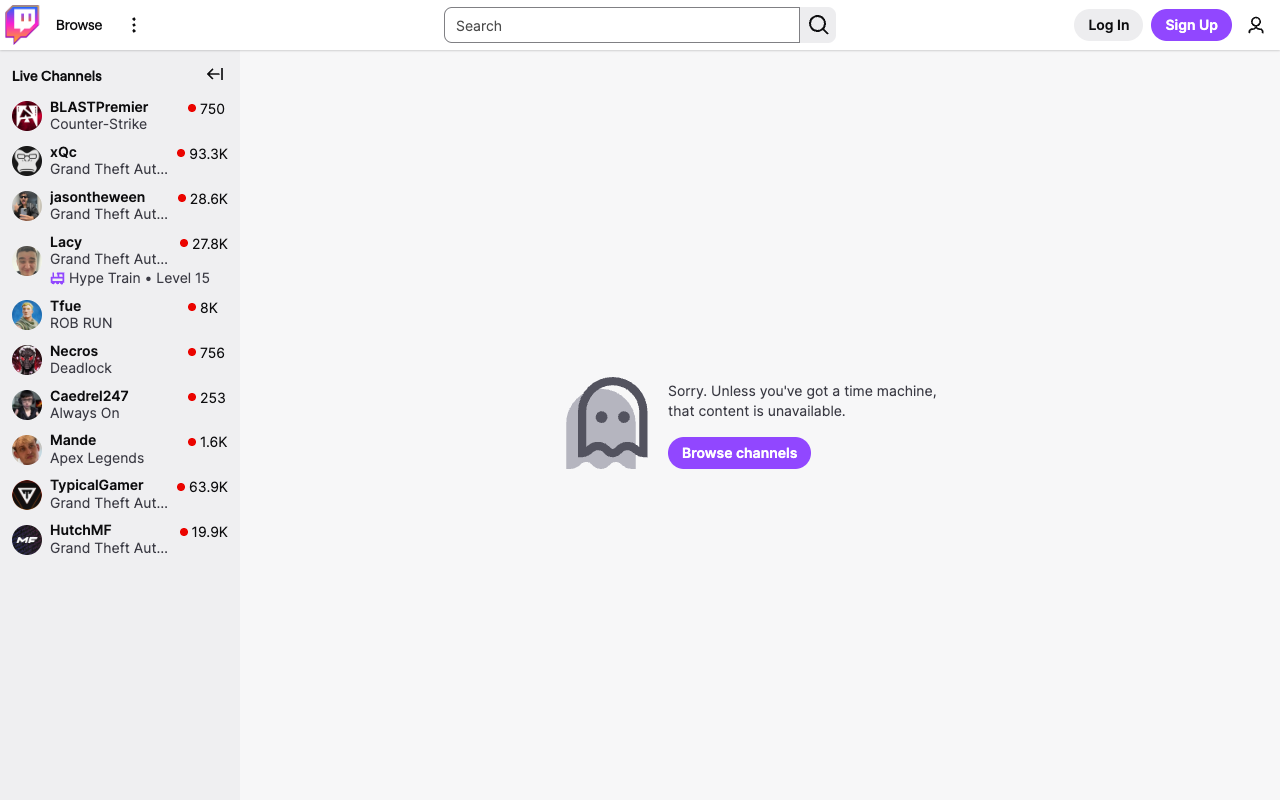 Browse
Search
Log In
Sign Up
Live Channels
BLASTPremier
750
Counter-Strike
xQc
93.3K
Grand Theft Aut...
jasontheween
28.6K
Grand Theft Aut...
Lacy
27.8K
Grand Theft Aut...
Hype Train • Level 15
Tfue
8K
ROB RUN
Necros
756
Deadlock
Caedrel247
253
Always On
Mande
1.6K
Apex Legends
TypicalGamer
63.9K
Grand Theft Aut...
HutchMF
19.9K
Grand Theft Aut...
MF
Sorry. Unless you've got a time machine,
that content is unavailable.
Browse channels